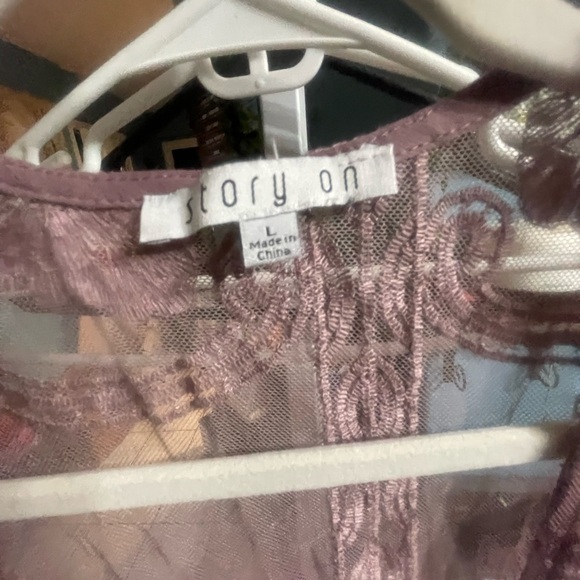 story on
L
Made in
China